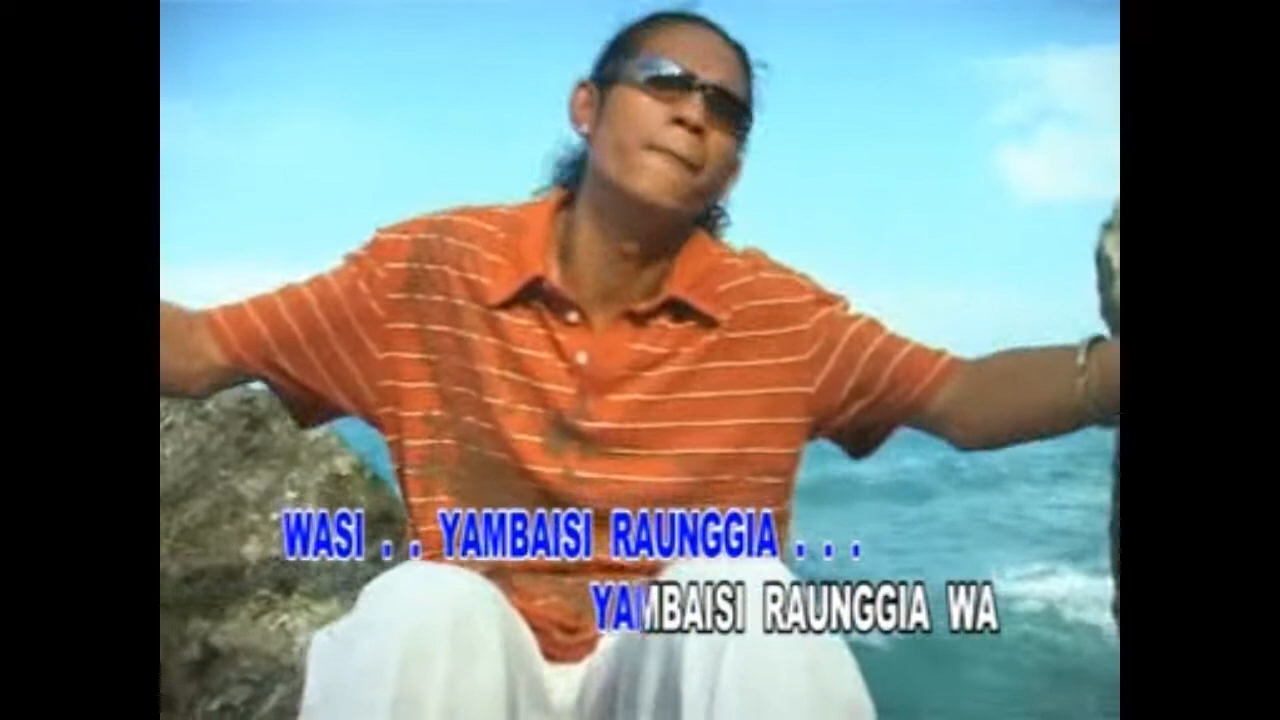 WASI . . YAMBAISI RAUNGGIA . . .
YAMBAISI RAUNGGIA WA